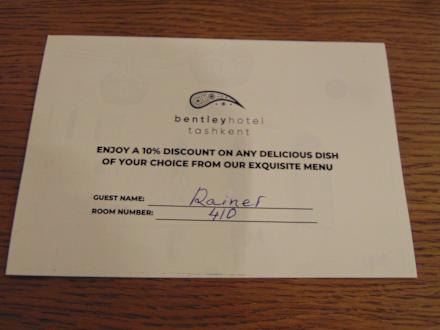 bentleyhotel
tashkent
ENJOY A 10% DISCOUNT ON ANY DELICIOUS DISH
OF YOUR CHOICE FROM OUR EXQUISITE MENU
GUEST NAME: Rainer
ROOM NUMBER: 410